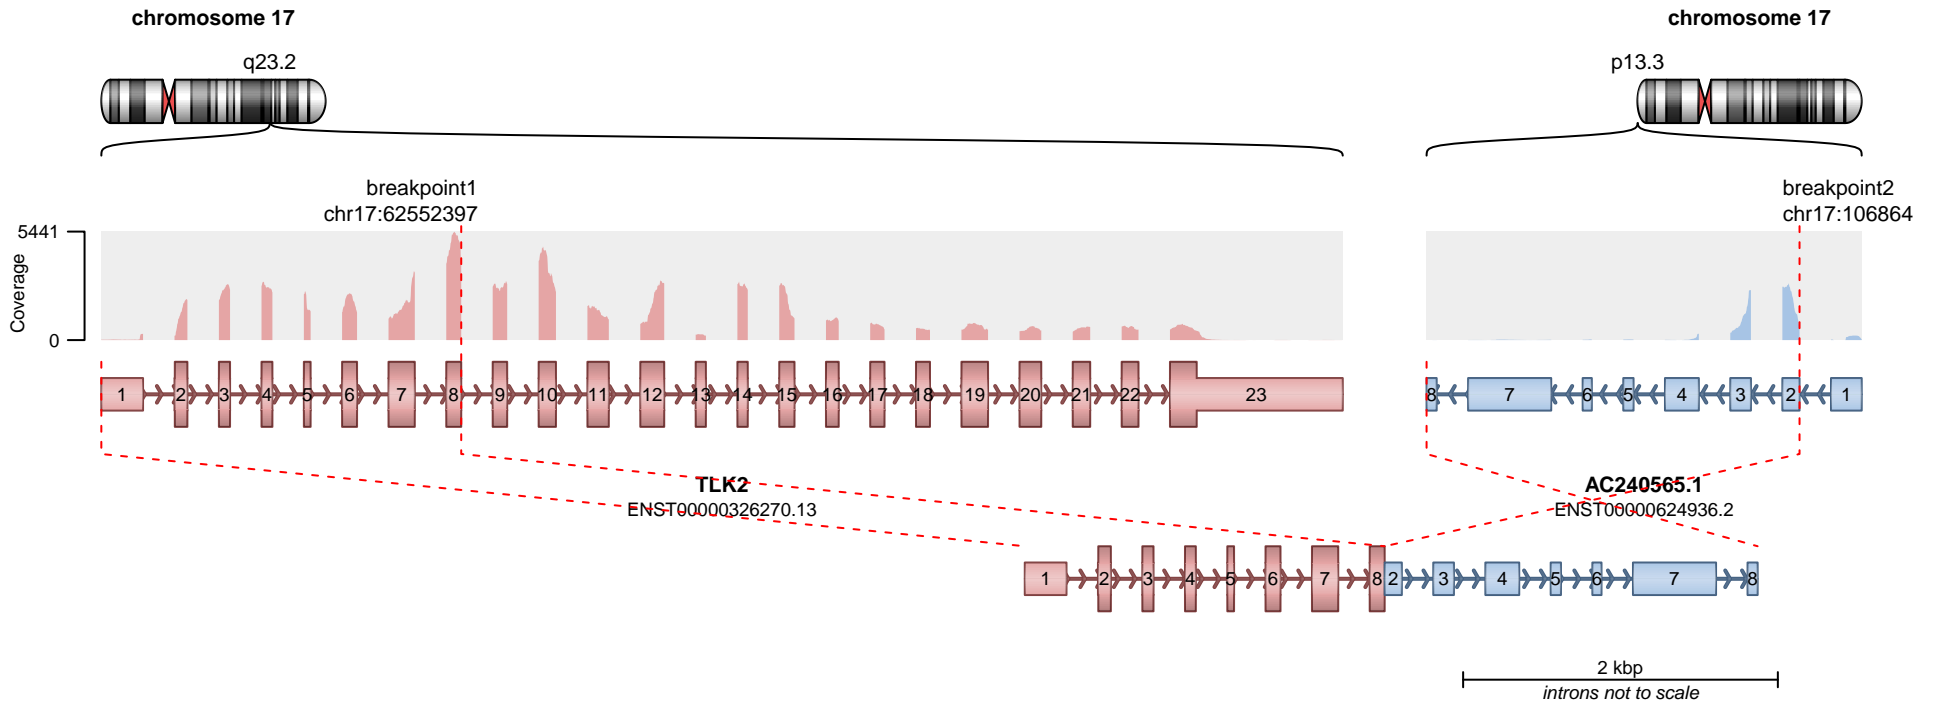 chromosome 17
chromosome 17
q23.2
p13.3
breakpoint1
chr17:62552397
breakpoint2
chr17:106864
5441
0
Coverage
1 2 3 4 5 6 7 8 9 10 11 12 13 14 15 16 17 18 19 20 21 22 23
8 7 6 5 4 3 2 1
TLK2
ENST00000326270.13
AC240565.1
ENST00000624936.2
1 2 3 4 5 6 7 8 2 3 4 5 6 7 8
2 kbp
introns not to scale